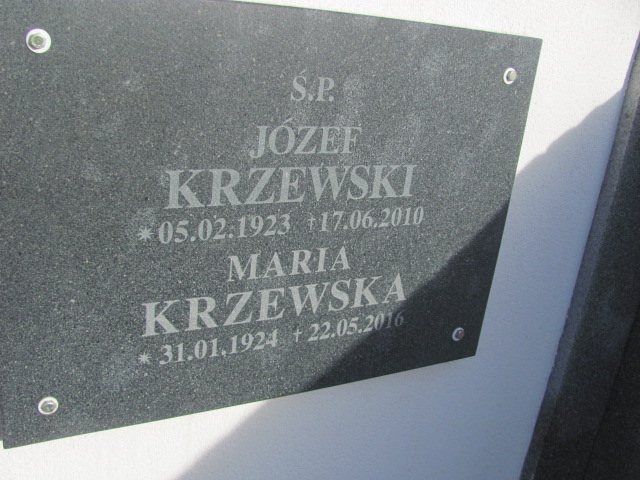 Ś.P.
JÓZEF
KRZEWSKI
*05.02.1923 †17.06.2010
MARIA
KRZEWSKA
*31.01.1924 †22.05.2016